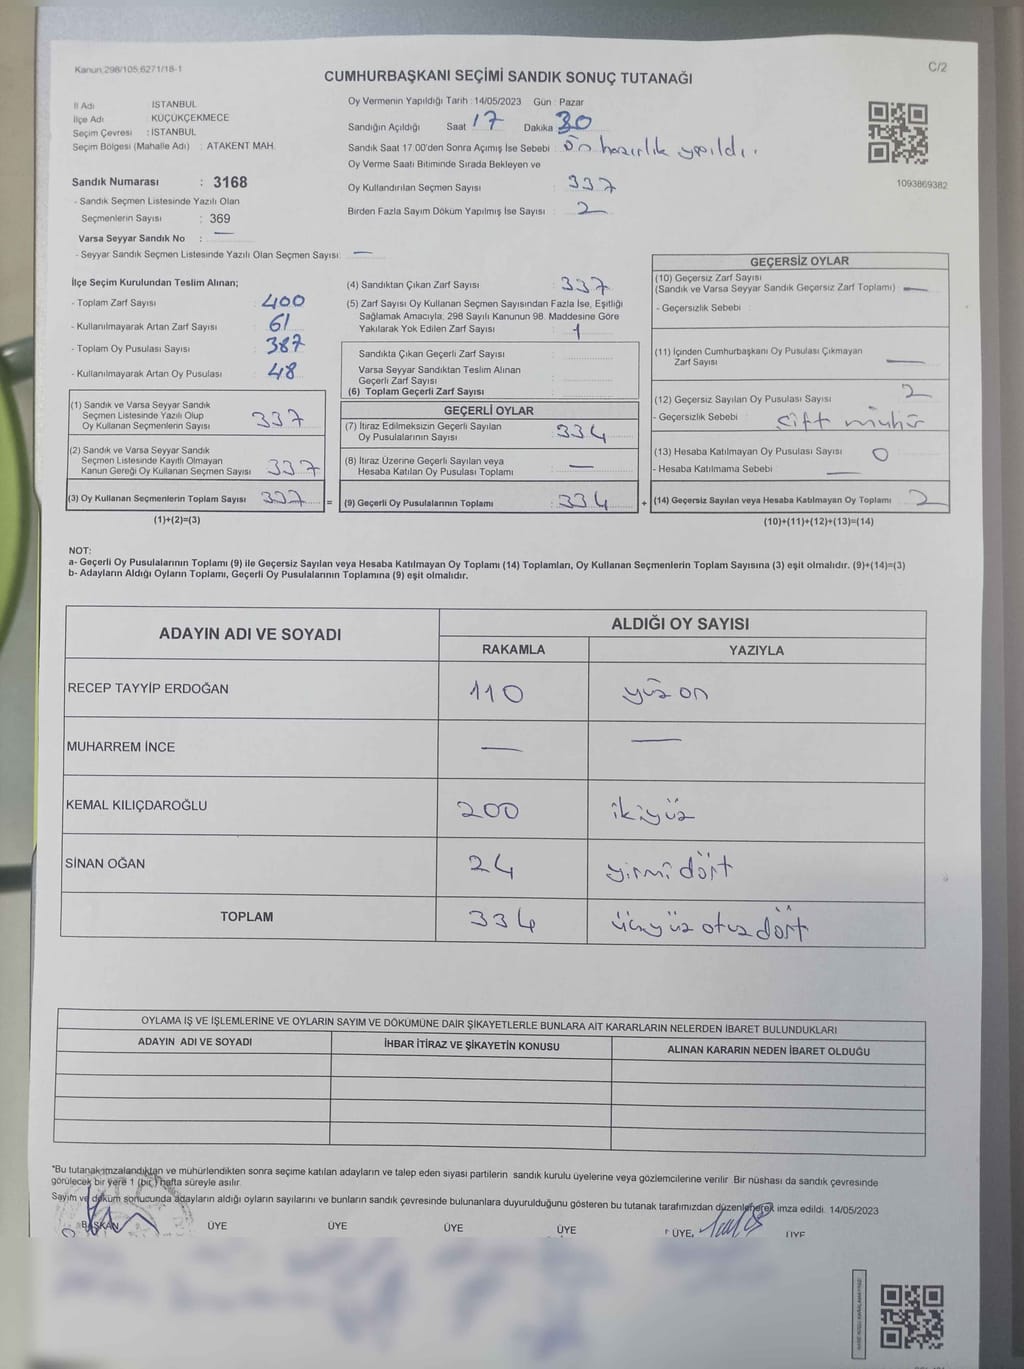 Kanun:298/105,6271/18-1
C/2
CUMHURBAŞKANI SEÇİMİ SANDIK SONUÇ TUTANAĞI
İl Adı : İSTANBUL
İlçe Adı : KÜÇÜKÇEKMECE
Seçim Çevresi : İSTANBUL
Seçim Bölgesi (Mahalle Adı) : ATAKENT MAH.
Sandık Numarası : 3168
- Sandık Seçmen Listesinde Yazılı Olan
Seçmenlerin Sayısı : 369
Varsa Seyyar Sandık No : —
- Seyyar Sandık Seçmen Listesinde Yazılı Olan Seçmen Sayısı: —
Oy Vermenin Yapıldığı Tarih : 14/05/2023 Gün : Pazar
Sandığın Açıldığı Saat 17 Dakika 30
Sandık Saat 17.00'den Sonra Açımış İse Sebebi : Ön hazırlık yapıldı.
Oy Verme Saati Bitiminde Sırada Bekleyen ve
Oy Kullandırılan Seçmen Sayısı : 337
Birden Fazla Sayım Döküm Yapılmış İse Sayısı : 2
1093869382
İlçe Seçim Kurulundan Teslim Alınan;
- Toplam Zarf Sayısı : 400
- Kullanılmayarak Artan Zarf Sayısı : 61
- Toplam Oy Pusulası Sayısı : 387
- Kullanılmayarak Artan Oy Pusulası : 48
(1) Sandık ve Varsa Seyyar Sandık
Seçmen Listesinde Yazılı Olup
Oy Kullanan Seçmenlerin Sayısı 337
(2) Sandık ve Varsa Seyyar Sandık
Seçmen Listesinde Kayıtlı Olmayan
Kanun Gereği Oy Kullanan Seçmen Sayısı 337
(3) Oy Kullanan Seçmenlerin Toplam Sayısı 337
(1)+(2)=(3)
(4) Sandıktan Çıkan Zarf Sayısı : 337
(5) Zarf Sayısı Oy Kullanan Seçmen Sayısından Fazla İse, Eşitliği
Sağlamak Amacıyla; 298 Sayılı Kanunun 98. Maddesine Göre
Yakılarak Yok Edilen Zarf Sayısı : 1
Sandıkta Çıkan Geçerli Zarf Sayısı :
Varsa Seyyar Sandıktan Teslim Alınan
Geçerli Zarf Sayısı :
(6) Toplam Geçerli Zarf Sayısı :
GEÇERLİ OYLAR
(7) İtiraz Edilmeksizin Geçerli Sayılan
Oy Pusulalarının Sayısı : 334
(8) İtiraz Üzerine Geçerli Sayılan veya
Hesaba Katılan Oy Pusulası Toplamı : —
= (9) Geçerli Oy Pusulalarının Toplamı : 334
GEÇERSİZ OYLAR
(10) Geçersiz Zarf Sayısı
(Sandık ve Varsa Seyyar Sandık Geçersiz Zarf Toplamı) : —
- Geçersizlik Sebebi :
(11) İçinden Cumhurbaşkanı Oy Pusulası Çıkmayan
Zarf Sayısı —
(12) Geçersiz Sayılan Oy Pusulası Sayısı : 2
- Geçersizlik Sebebi : çift mühür
(13) Hesaba Katılmayan Oy Pusulası Sayısı : 0
- Hesaba Katılmama Sebebi : —
+ (14) Geçersiz Sayılan veya Hesaba Katılmayan Oy Toplamı 2
(10)+(11)+(12)+(13)=(14)
NOT:
a- Geçerli Oy Pusulalarının Toplamı (9) ile Geçersiz Sayılan veya Hesaba Katılmayan Oy Toplamı (14) Toplamları, Oy Kullanan Seçmenlerin Toplam Sayısına (3) eşit olmalıdır. (9)+(14)=(3)
b- Adayların Aldığı Oyların Toplamı, Geçerli Oy Pusulalarının Toplamına (9) eşit olmalıdır.
ADAYIN ADI VE SOYADI
ALDIĞI OY SAYISI
RAKAMLA YAZIYLA
RECEP TAYYİP ERDOĞAN 110 yüz on
MUHARREM İNCE — —
KEMAL KILIÇDAROĞLU 200 ikiyüz
SİNAN OĞAN 24 yirmi dört
TOPLAM 334 üçyüz otuz dört
OYLAMA İŞ VE İŞLEMLERİNE VE OYLARIN SAYIM VE DÖKÜMÜNE DAİR ŞİKAYETLERLE BUNLARA AİT KARARLARIN NELERDEN İBARET BULUNDUKLARI
ADAYIN ADI VE SOYADI İHBAR İTİRAZ VE ŞİKAYETİN KONUSU ALINAN KARARIN NEDEN İBARET OLDUĞU
*Bu tutanak imzalandıktan ve mühürlendikten sonra seçime katılan adayların ve talep eden siyasi partilerin sandık kurulu üyelerine veya gözlemcilerine verilir. Bir nüshası da sandık çevresinde
görülecek bir yere 1 (bir) hafta süreyle asılır.
Sayım ve döküm sonucunda adayların aldığı oyların sayılarını ve bunların sandık çevresinde bulunanlara duyurulduğunu gösteren bu tutanak tarafımızdan düzenlenerek imza edildi. 14/05/2023
BAŞKAN ÜYE ÜYE ÜYE ÜYE ÜYE ÜYE